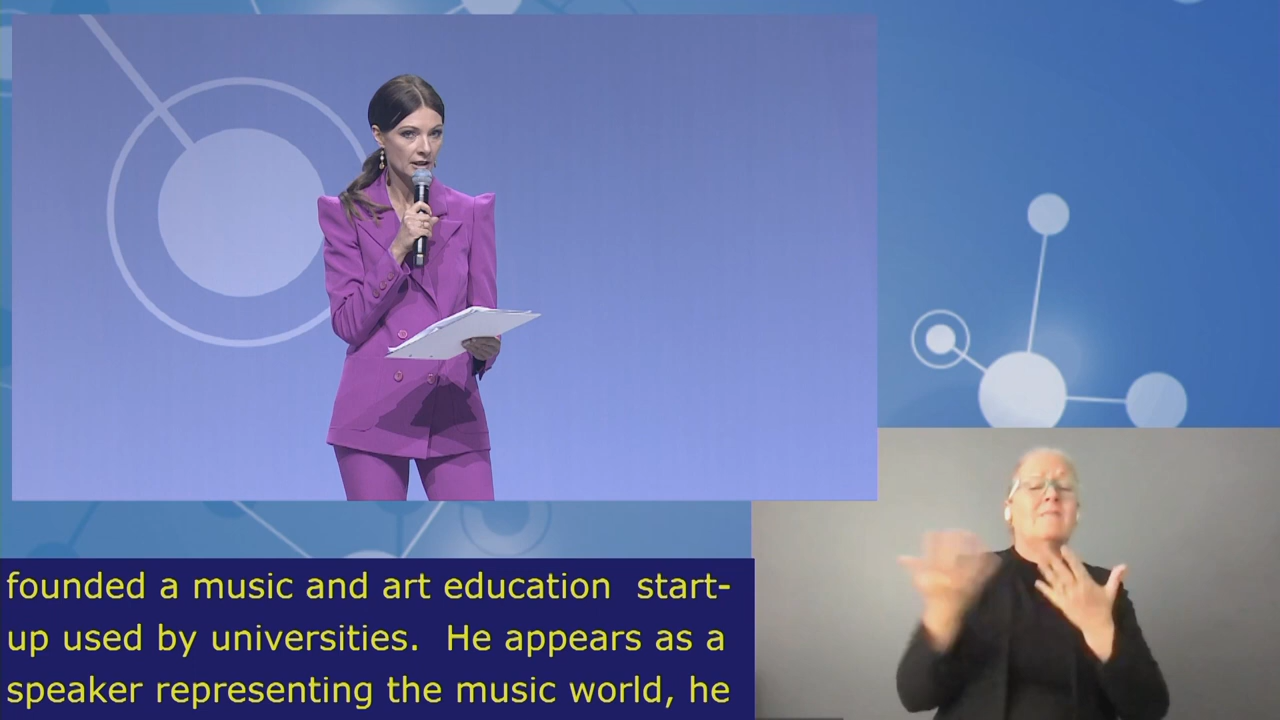 founded a music and art education  start-
up used by universities.  He appears as a
speaker representing the music world, he